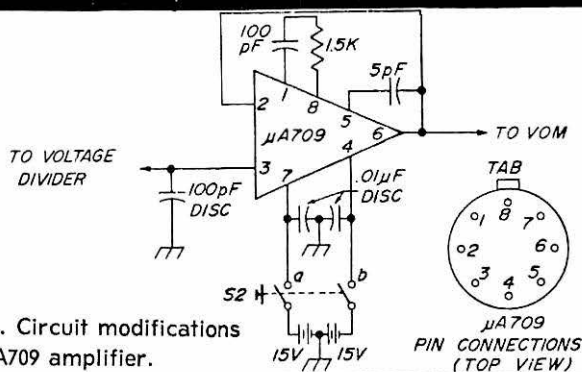 100
pF
1.5K
5pF
2
1
8
5
μA709
6
TO VOM
TO VOLTAGE
DIVIDER
3
7
4
100pF
DISC
.01μF
DISC
TAB
8
1
7
2
6
3
5
4
a
b
S2
15V
15V
μA709
PIN CONNECTIONS
(TOP VIEW)
. Circuit modifications
A709 amplifier.